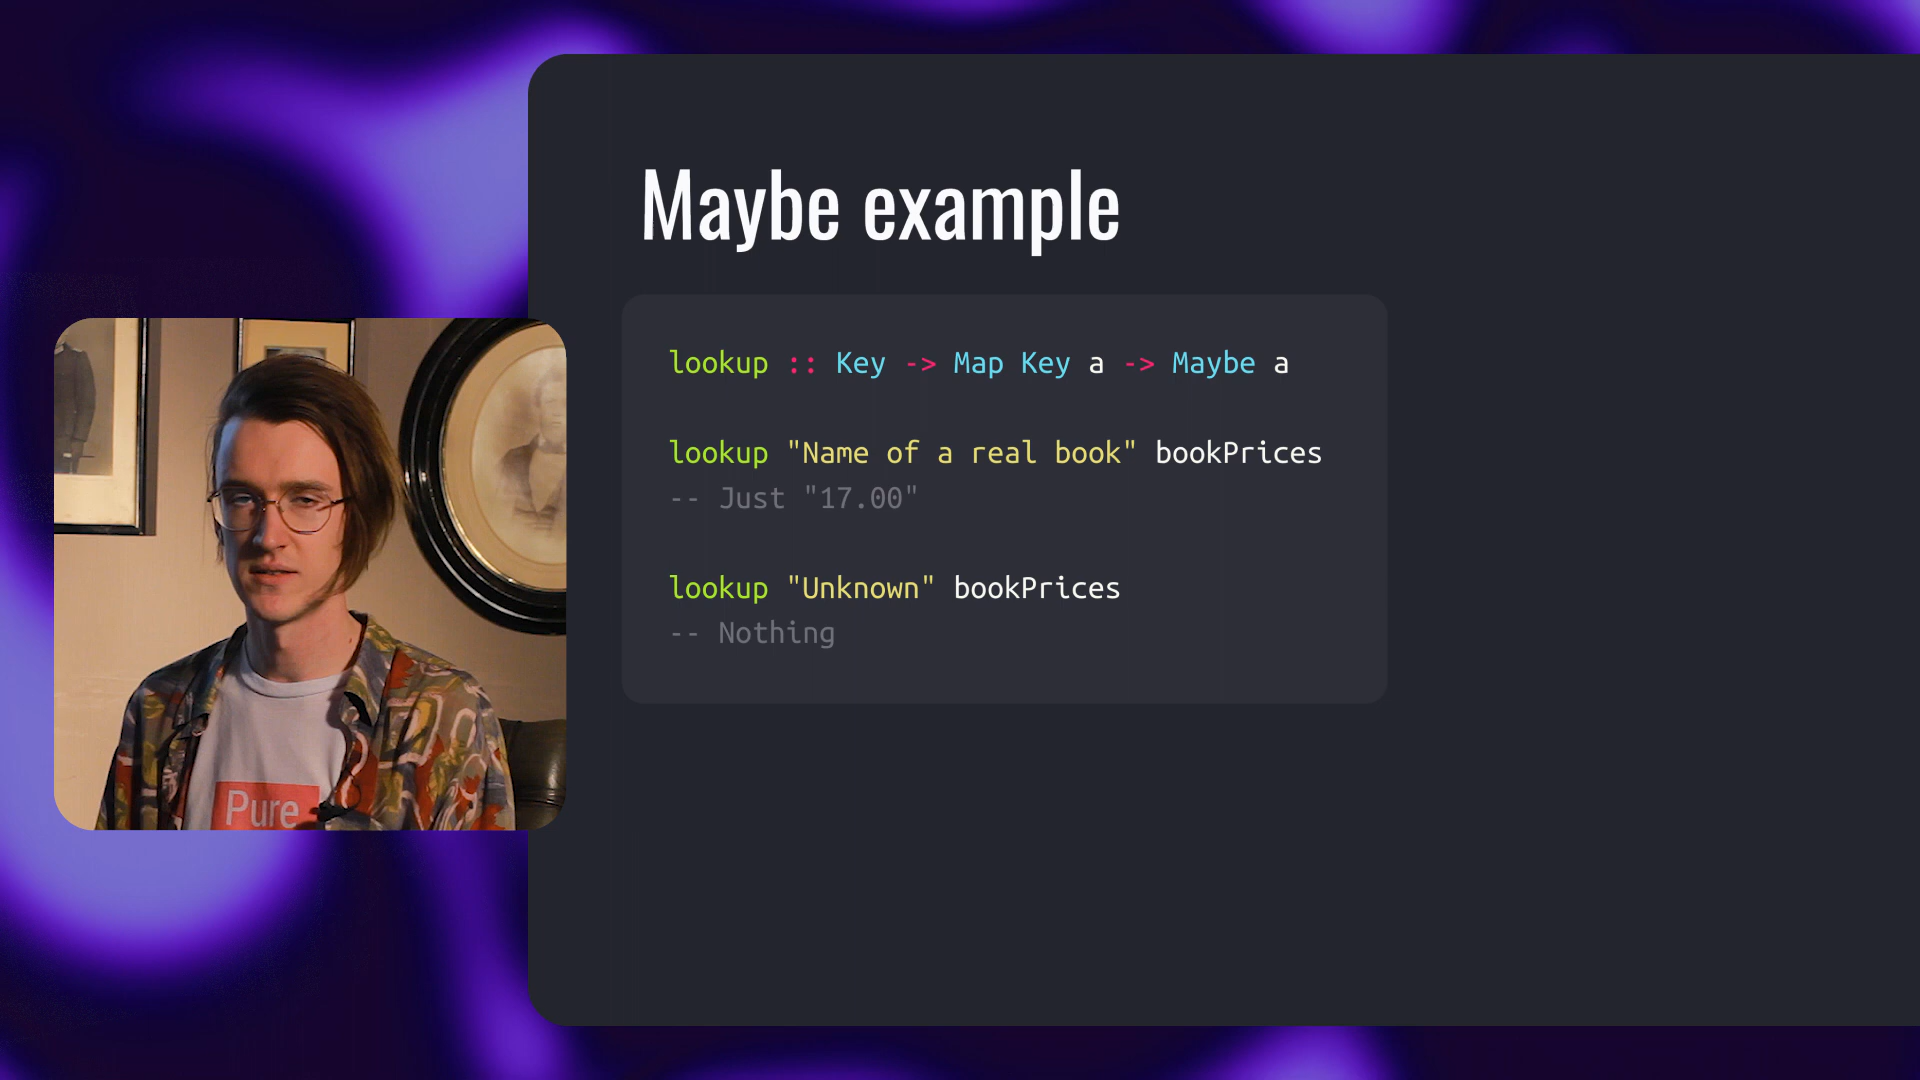 Maybe example
lookup :: Key -> Map Key a -> Maybe a
lookup "Name of a real book" bookPrices
-- Just "17.00"
lookup "Unknown" bookPrices
-- Nothing
Pure